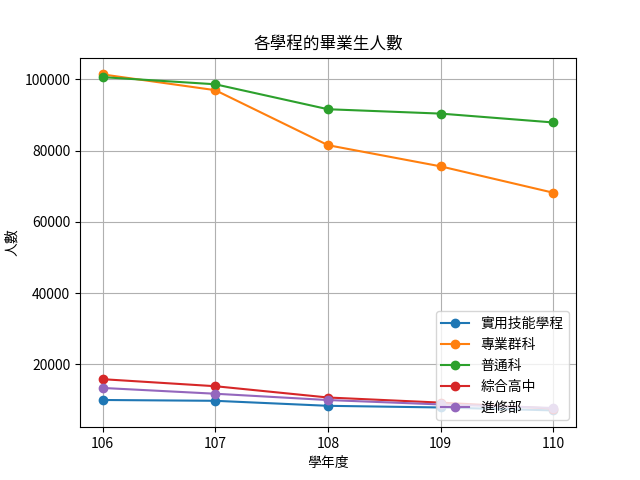 各學程的畢業生人數
100000
80000
60000
40000
20000
人數
106
107
108
109
110
學年度
實用技能學程
專業群科
普通科
綜合高中
進修部